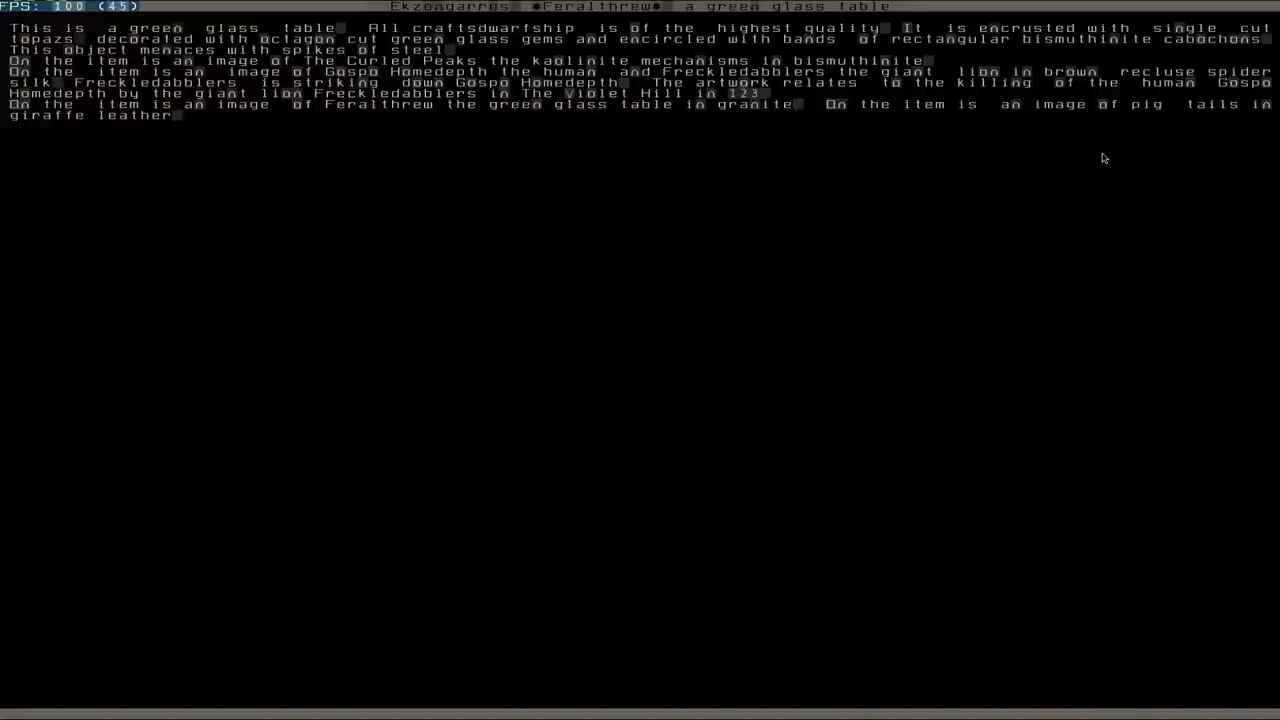 FPS: 100 (45)
Ekzongarros •Feralthrew• a green glass table
This is a green glass table All craftsdwarfship is of the highest quality It is encrusted with single cut
topazs decorated with octagon cut green glass gems and encircled with bands of rectangular bismuthinite cabochons
This object menaces with spikes of steel
On the item is an image of The Curled Peaks the kaolinite mechanisms in bismuthinite
On the item is an image of Gospo Homedepth the human and Freckledabblers the giant lion in brown recluse spider
silk Freckledabblers is striking down Gospo Homedepth The artwork relates to the killing of the human Gospo
Homedepth by the giant lion Freckledabblers in The Violet Hill in 123
On the item is an image of Feralthrew the green glass table in granite On the item is an image of pig tails in
giraffe leather